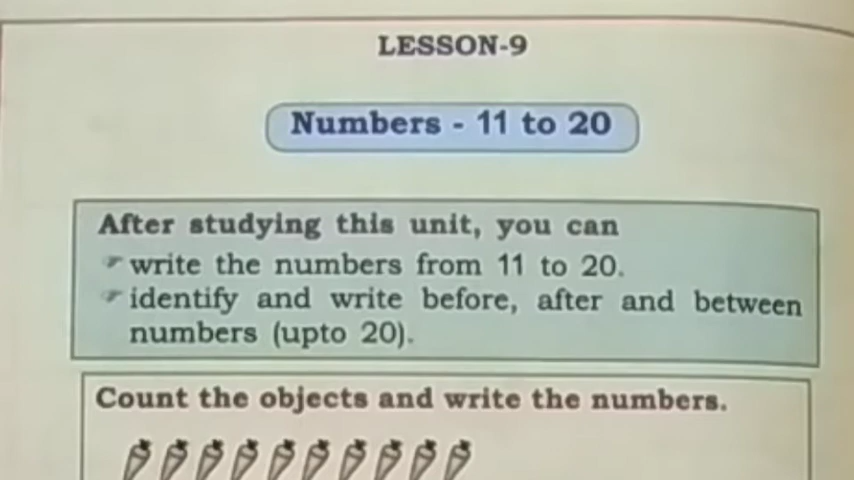 LESSON-9
Numbers - 11 to 20
After studying this unit, you can
write the numbers from 11 to 20.
identify and write before, after and between
numbers (upto 20).
Count the objects and write the numbers.